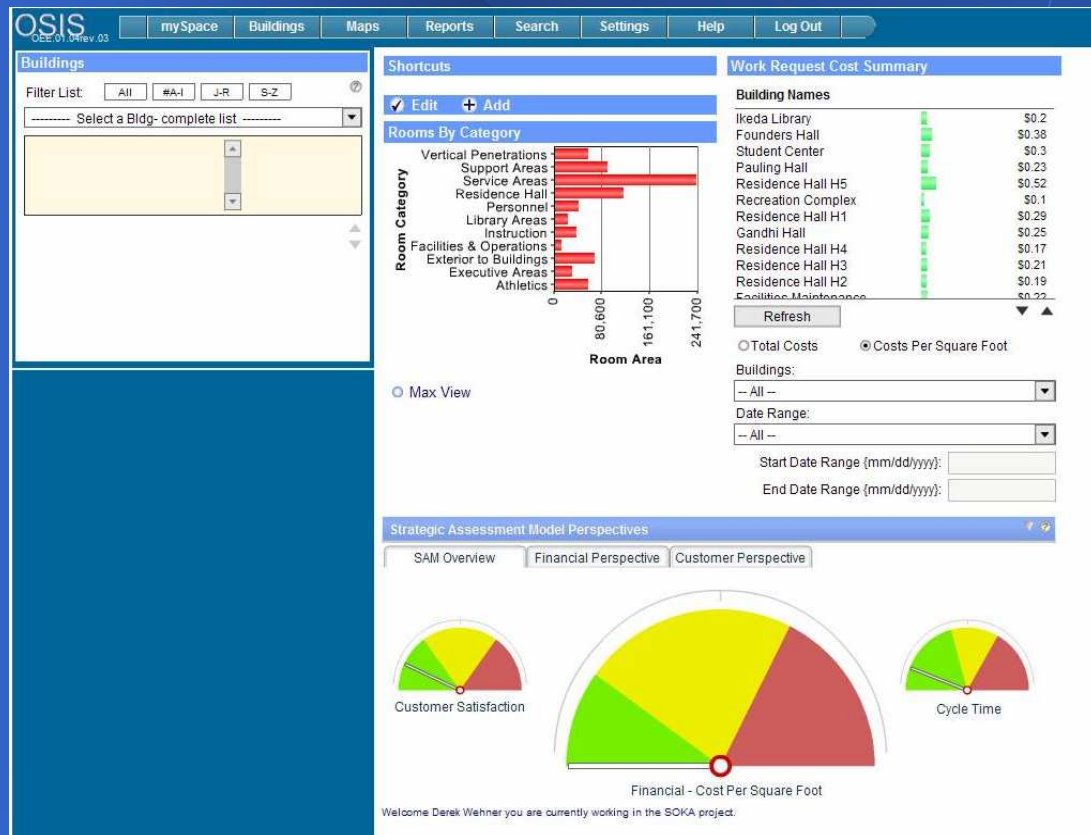 OSIS
OEE.01.04rev.03
mySpace Buildings Maps Reports Search Settings Help Log Out
Buildings
Filter List: All #A-I J-R S-Z
--------- Select a Bldg- complete list ---------
Shortcuts
Edit Add
Rooms By Category
Room Category
Vertical Penetrations
Support Areas
Service Areas
Residence Hall
Personnel
Library Areas
Instruction
Facilities & Operations
Exterior to Buildings
Executive Areas
Athletics
0 80,600 161,100 241,700
Room Area
Max View
Work Request Cost Summary
Building Names
Ikeda Library $0.2
Founders Hall $0.38
Student Center $0.3
Pauling Hall $0.23
Residence Hall H5 $0.52
Recreation Complex $0.1
Residence Hall H1 $0.29
Gandhi Hall $0.25
Residence Hall H4 $0.17
Residence Hall H3 $0.21
Residence Hall H2 $0.19
Facilities Maintenance $0.22
Refresh
Total Costs Costs Per Square Foot
Buildings:
-- All --
Date Range:
-- All --
Start Date Range {mm/dd/yyyy}:
End Date Range {mm/dd/yyyy}:
Strategic Assessment Model Perspectives
SAM Overview Financial Perspective Customer Perspective
Customer Satisfaction
Financial - Cost Per Square Foot
Cycle Time
Welcome Derek Wehner you are currently working in the SOKA project.